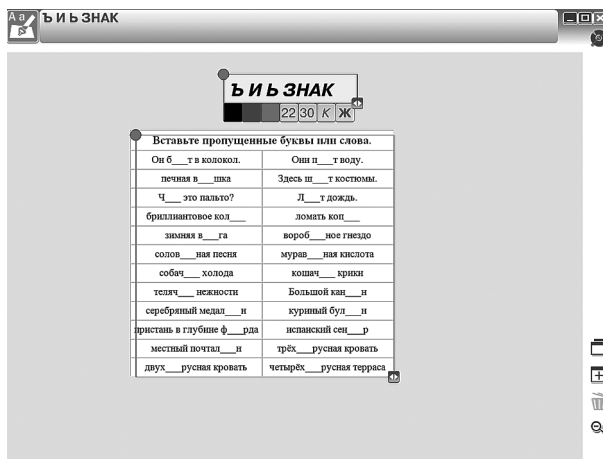 Аа
Ъ И Ь ЗНАК
Ъ И Ь ЗНАК
22 30 К Ж
Вставьте пропущенные буквы или слова.
Он б___т в колокол. Они п___т воду.
печная в___шка Здесь ш___т костюмы.
Ч___ это пальто? Л___т дождь.
бриллиантовое кол___ ломать коп___
зимняя в___га вороб___ное гнездо
солов___ная песня мурав___ная кислота
собач___ холода кошач___ крики
теляч___ нежности Большой кан___н
серебряный медал___н куриный бул___н
пристань в глубине ф___рда испанский сен___р
местный почтал___н трёх___русная кровать
двух___русная кровать четырёх___русная терраса